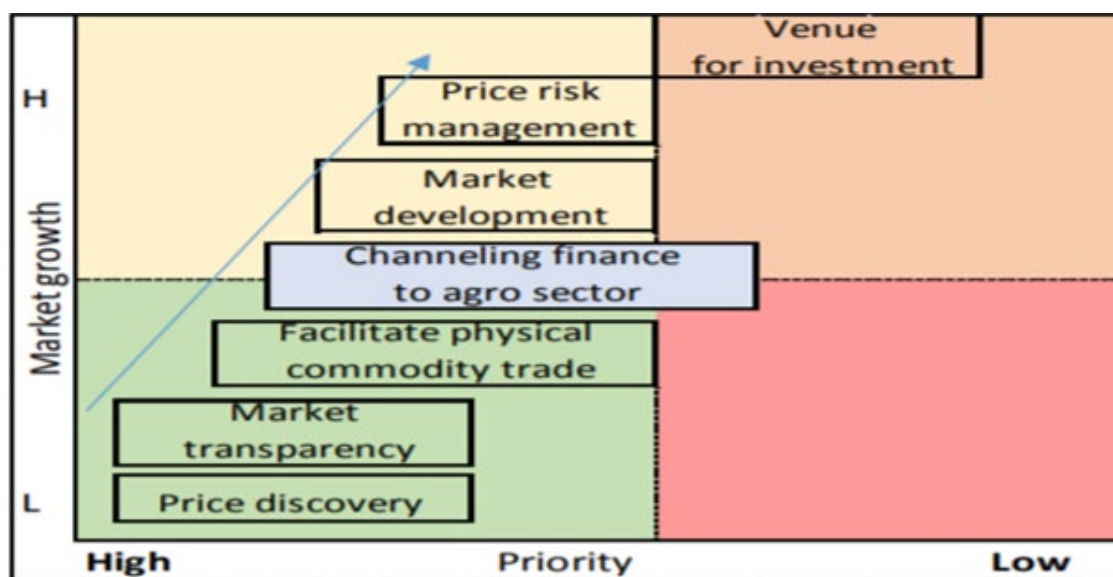 Venue
for investment
H
Price risk
management
Market
development
Market growth
Channeling finance
to agro sector
Facilitate physical
commodity trade
Market
transparency
L
Price discovery
High Priority Low